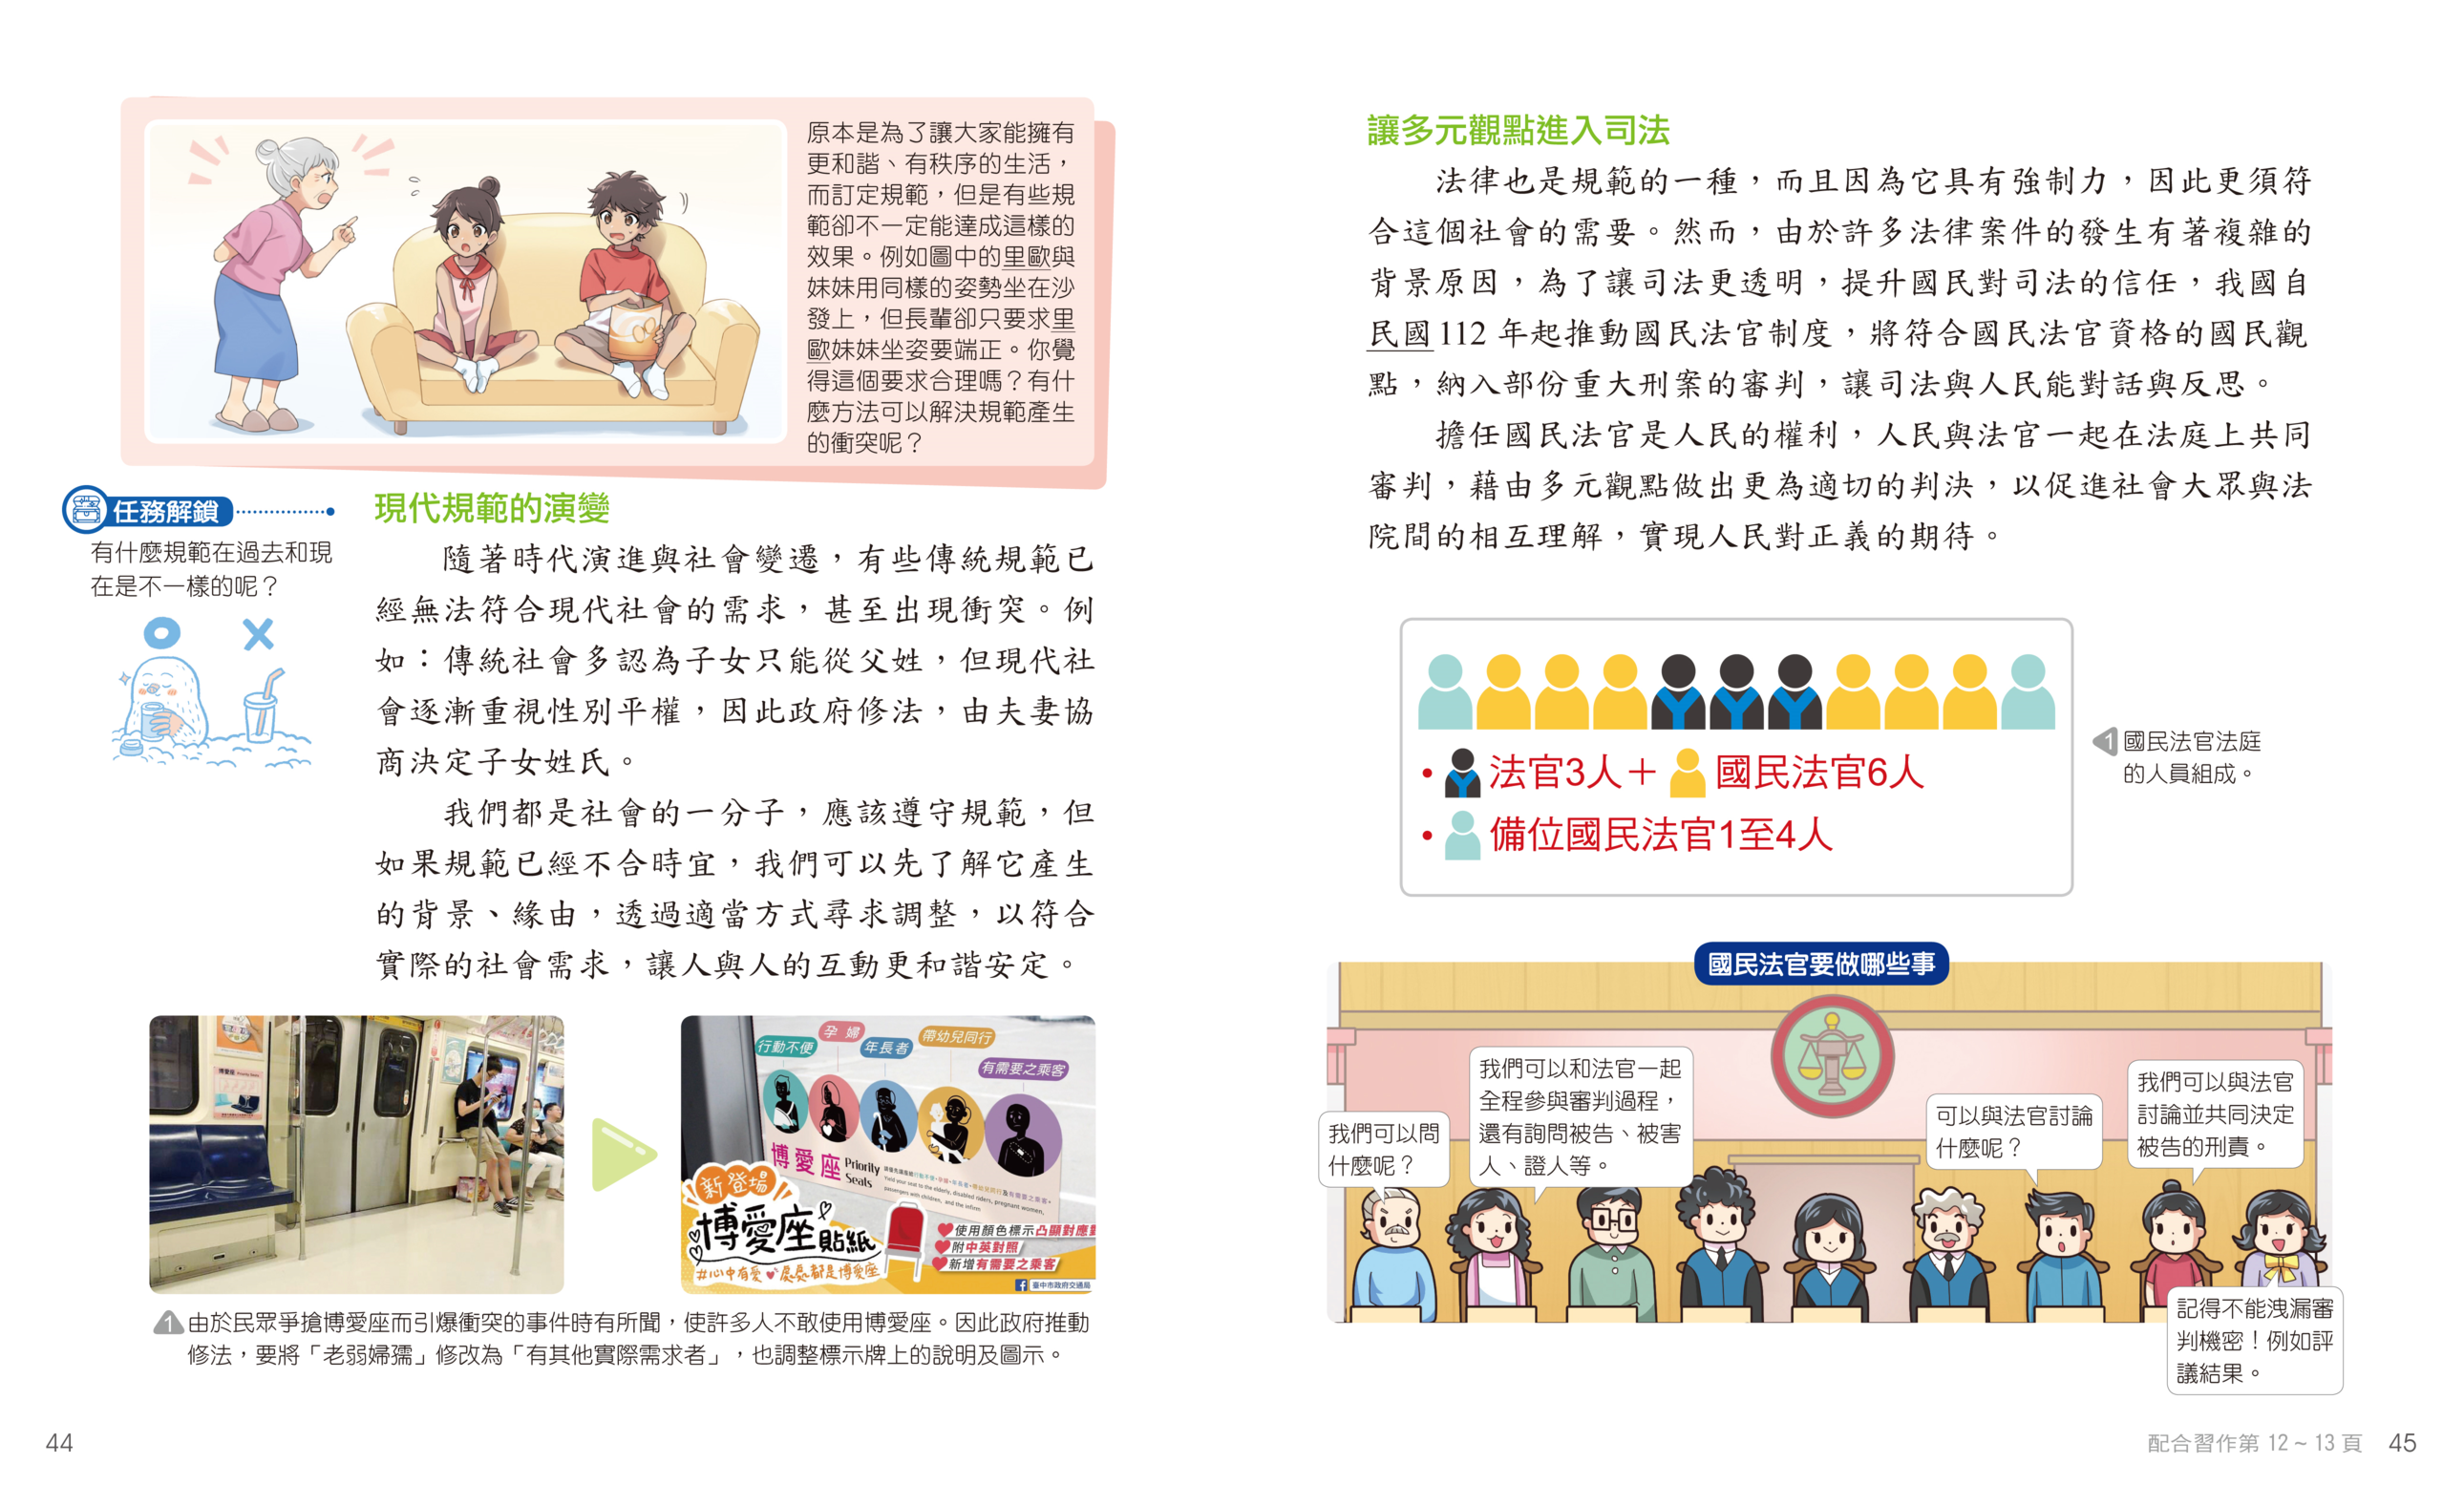 原本是為了讓大家能擁有
更和諧、有秩序的生活，
而訂定規範，但是有些規
範卻不一定能達成這樣的
效果。例如圖中的里歐與
妹妹用同樣的姿勢坐在沙
發上，但長輩卻只要求里
歐妹妹坐姿要端正。你覺
得這個要求合理嗎？有什
麼方法可以解決規範產生
的衝突呢？
任務解鎖
有什麼規範在過去和現
在是不一樣的呢？
現代規範的演變
隨著時代演進與社會變遷，有些傳統規範已
經無法符合現代社會的需求，甚至出現衝突。例
如：傳統社會多認為子女只能從父姓，但現代社
會逐漸重視性別平權，因此政府修法，由夫妻協
商決定子女姓氏。
我們都是社會的一分子，應該遵守規範，但
如果規範已經不合時宜，我們可以先了解它產生
的背景、緣由，透過適當方式尋求調整，以符合
實際的社會需求，讓人與人的互動更和諧安定。
博愛座 Priority Seats
行動不便
孕婦
年長者
帶幼兒同行
有需要之乘客
博愛座 Priority
Seats
新登場
博愛座貼紙
#心中有愛 處處都是博愛座
使用顏色標示凸顯對應
附中英對照
新增有需要之乘客
臺中市政府交通局
1 由於民眾爭搶博愛座而引爆衝突的事件時有所聞，使許多人不敢使用博愛座。因此政府推動
修法，要將「老弱婦孺」修改為「有其他實際需求者」，也調整標示牌上的說明及圖示。
44
讓多元觀點進入司法
法律也是規範的一種，而且因為它具有強制力，因此更須符
合這個社會的需要。然而，由於許多法律案件的發生有著複雜的
背景原因，為了讓司法更透明，提升國民對司法的信任，我國自
民國112 年起推動國民法官制度，將符合國民法官資格的國民觀
點，納入部份重大刑案的審判，讓司法與人民能對話與反思。
擔任國民法官是人民的權利，人民與法官一起在法庭上共同
審判，藉由多元觀點做出更為適切的判決，以促進社會大眾與法
院間的相互理解，實現人民對正義的期待。
•法官3人＋國民法官6人
•備位國民法官1至4人
1 國民法官法庭
的人員組成。
國民法官要做哪些事
我們可以問
什麼呢？
我們可以和法官一起
全程參與審判過程，
還有詢問被告、被害
人、證人等。
可以與法官討論
什麼呢？
我們可以與法官
討論並共同決定
被告的刑責。
記得不能洩漏審
判機密！例如評
議結果。
配合習作第 12 ~ 13 頁 45